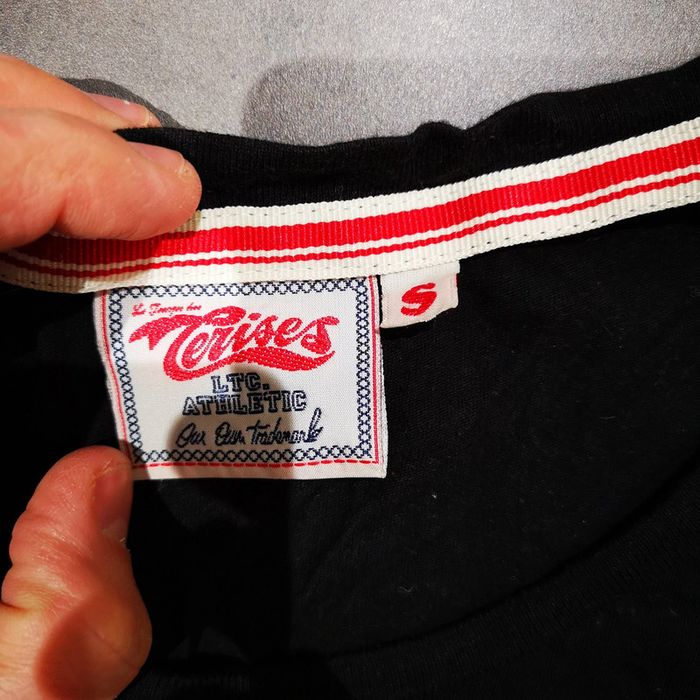 Le Temps des
Cerises
LTC.
ATHLETIC
Our Own Trademark
S